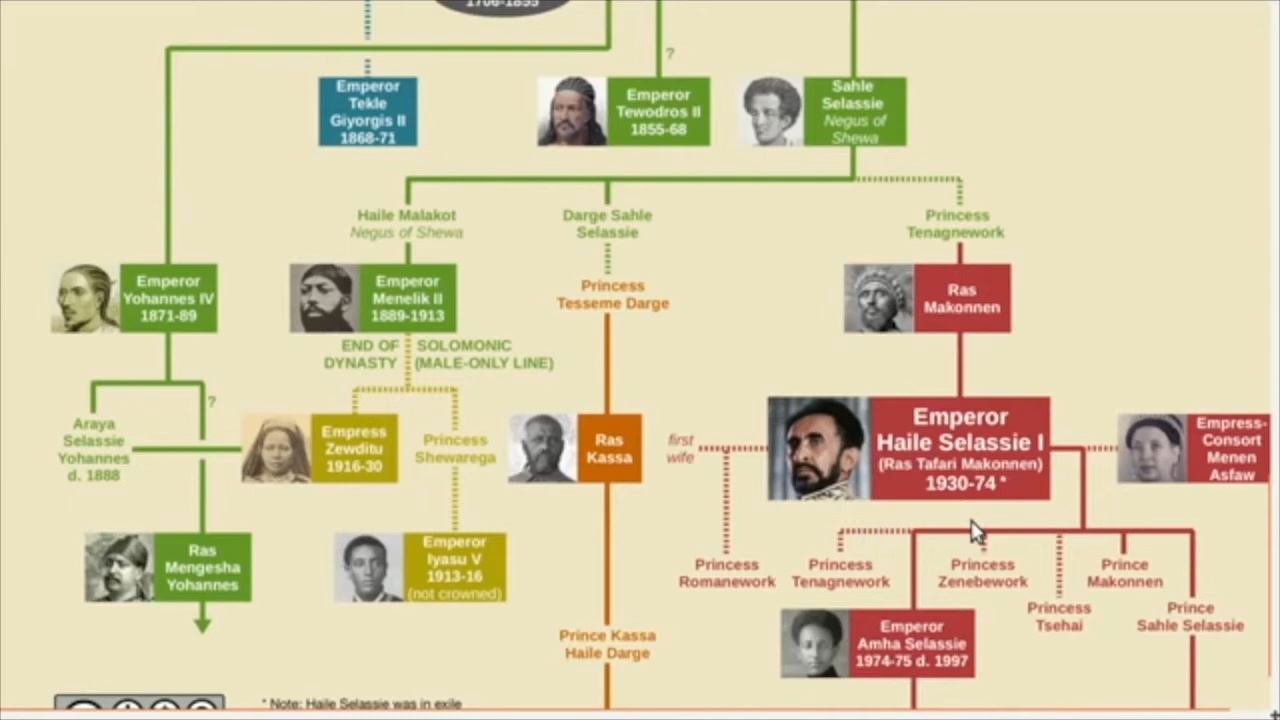 1706-1855
?
Emperor
Tekle
Giyorgis II
1868-71
Emperor
Tewodros II
1855-68
Sahle
Selassie
Negus of
Shewa
Haile Malakot
Negus of Shewa
Darge Sahle
Selassie
Princess
Tenagnework
Emperor
Yohannes IV
1871-89
Emperor
Menelik II
1889-1913
Princess
Tesseme Darge
Ras
Makonnen
END OF SOLOMONIC
DYNASTY (MALE-ONLY LINE)
?
Araya
Selassie
Yohannes
d. 1888
Empress
Zewditu
1916-30
Princess
Shewarega
Ras
Kassa
first
wife
Emperor
Haile Selassie I
(Ras Tafari Makonnen)
1930-74 *
Empress-
Consort
Menen
Asfaw
Ras
Mengesha
Yohannes
Emperor
Iyasu V
1913-16
(not crowned)
Princess
Romanework
Princess
Tenagnework
Princess
Zenebework
Princess
Tsehai
Prince
Makonnen
Prince
Sahle Selassie
Prince Kassa
Haile Darge
Emperor
Amha Selassie
1974-75 d. 1997
* Note: Haile Selassie was in exile